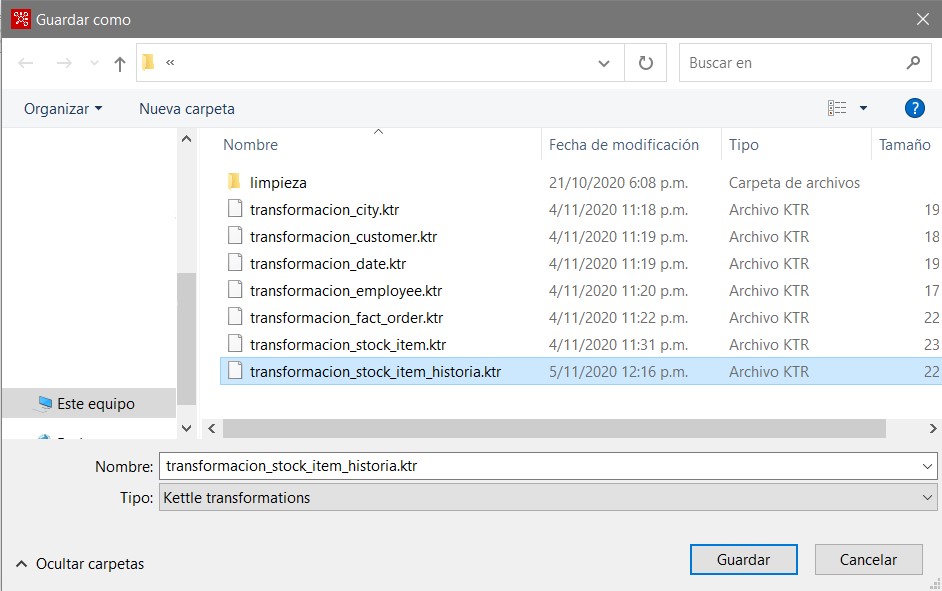 Guardar como
«
Buscar en
Organizar
Nueva carpeta
?
Nombre Fecha de modificación Tipo Tamaño
limpieza 21/10/2020 6:08 p.m. Carpeta de archivos
transformacion_city.ktr 4/11/2020 11:18 p.m. Archivo KTR 19
transformacion_customer.ktr 4/11/2020 11:19 p.m. Archivo KTR 18
transformacion_date.ktr 4/11/2020 11:19 p.m. Archivo KTR 19
transformacion_employee.ktr 4/11/2020 11:20 p.m. Archivo KTR 17
transformacion_fact_order.ktr 4/11/2020 11:22 p.m. Archivo KTR 22
transformacion_stock_item.ktr 4/11/2020 11:31 p.m. Archivo KTR 23
transformacion_stock_item_historia.ktr 5/11/2020 12:16 p.m. Archivo KTR 22
Este equipo
Nombre: transformacion_stock_item_historia.ktr
Tipo: Kettle transformations
Ocultar carpetas
Guardar
Cancelar